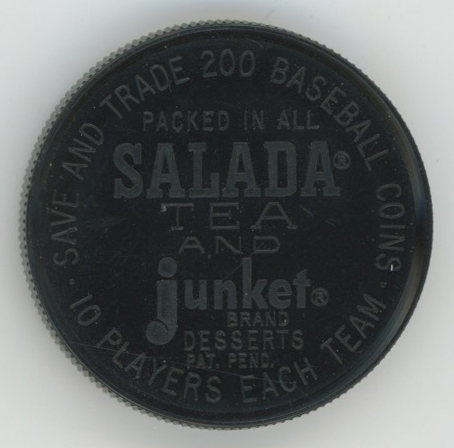 · SAVE AND TRADE 200 BASEBALL COINS ·
PACKED IN ALL
SALADA®
TEA
AND
junket®
BRAND
DESSERTS
PAT. PEND.
10 PLAYERS EACH TEAM